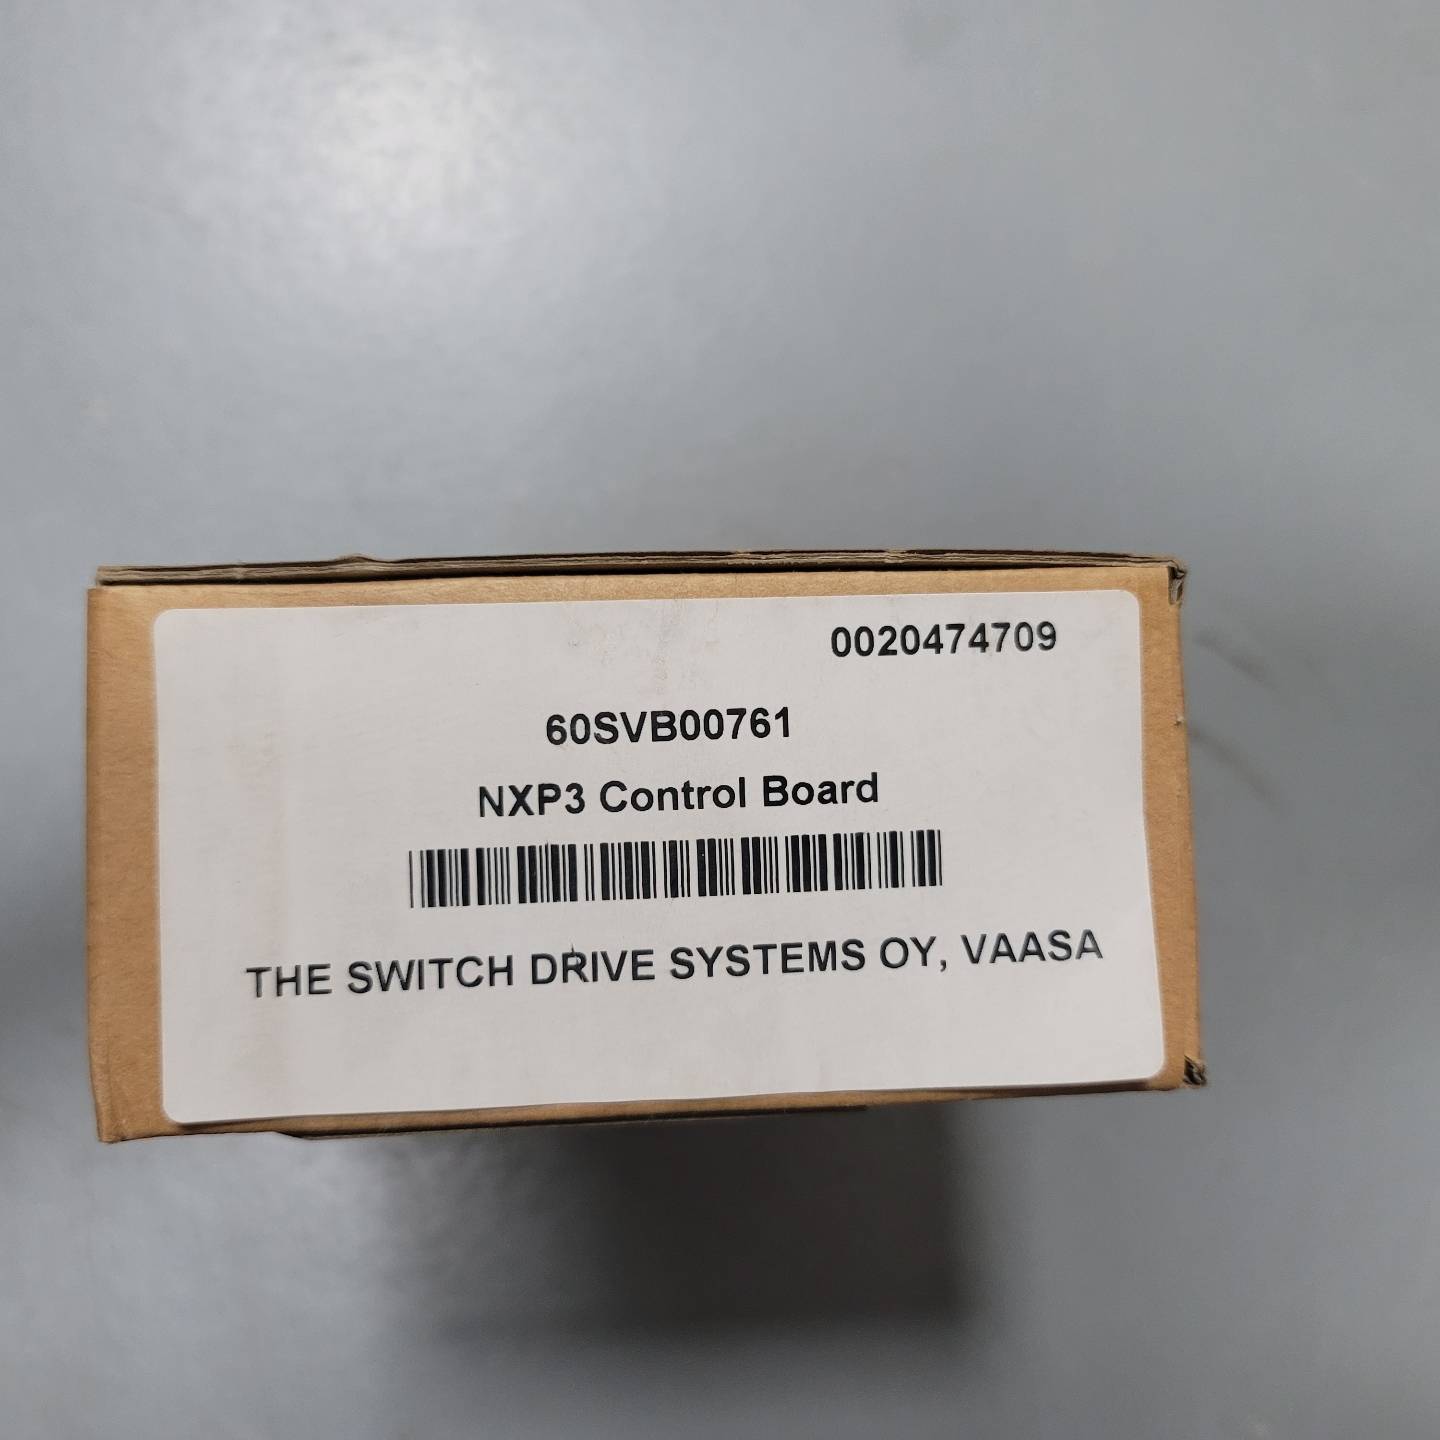 0020474709
60SVB00761
NXP3 Control Board
THE SWITCH DRIVE SYSTEMS OY, VAASA